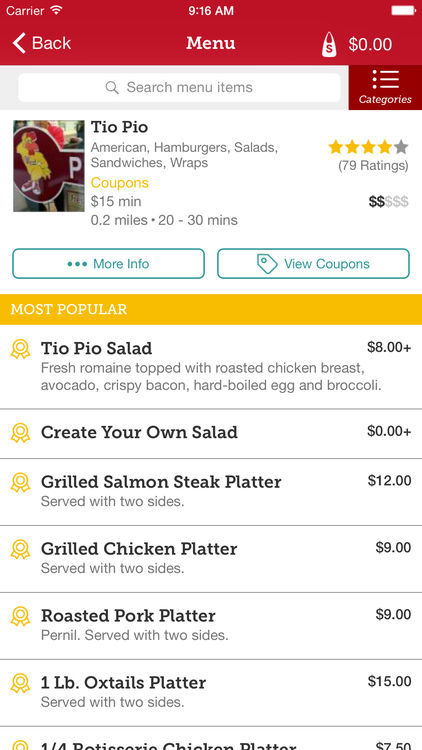 Carrier 9:16 AM
Back Menu $0.00
Search menu items
Categories
Tio Pio
American, Hamburgers, Salads,
Sandwiches, Wraps
(79 Ratings)
Coupons
$15 min
$$$$$
0.2 miles • 20 - 30 mins
More Info
View Coupons
MOST POPULAR
Tio Pio Salad $8.00+
Fresh romaine topped with roasted chicken breast,
avocado, crispy bacon, hard-boiled egg and broccoli.
Create Your Own Salad $0.00+
Grilled Salmon Steak Platter $12.00
Served with two sides.
Grilled Chicken Platter $9.00
Served with two sides.
Roasted Pork Platter $9.00
Pernil. Served with two sides.
1 Lb. Oxtails Platter $15.00
Served with two sides.
1/4 Rotisserie Chicken Platter $7.50